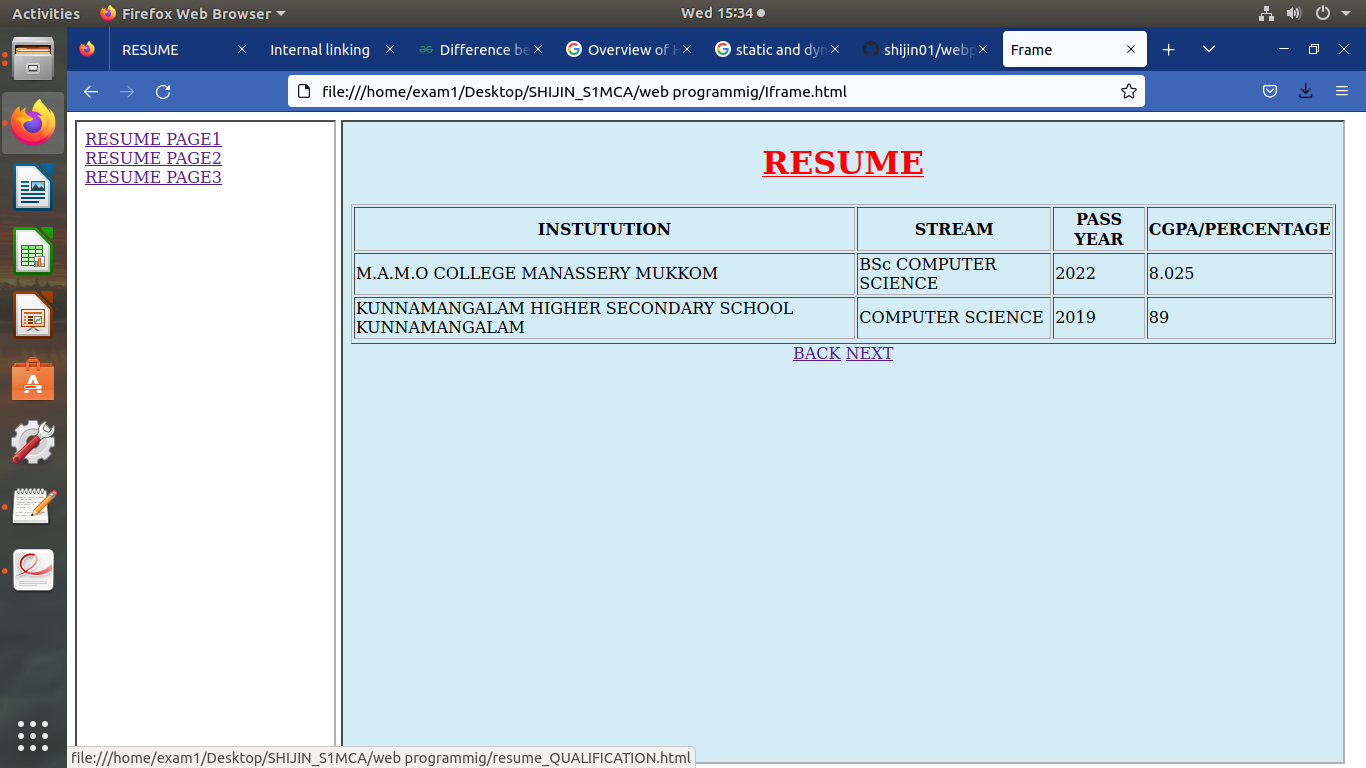 Activities Firefox Web Browser Wed 15:34
RESUME Internal linking Difference be Overview of H static and dyn shijin01/webp Frame
file:///home/exam1/Desktop/SHIJIN_S1MCA/web programmig/Iframe.html
RESUME PAGE1
RESUME PAGE2
RESUME PAGE3
RESUME
INSTUTUTION STREAM PASS YEAR CGPA/PERCENTAGE
M.A.M.O COLLEGE MANASSERY MUKKOM BSc COMPUTER SCIENCE 2022 8.025
KUNNAMANGALAM HIGHER SECONDARY SCHOOL KUNNAMANGALAM COMPUTER SCIENCE 2019 89
BACK NEXT
file:///home/exam1/Desktop/SHIJIN_S1MCA/web programmig/resume_QUALIFICATION.html